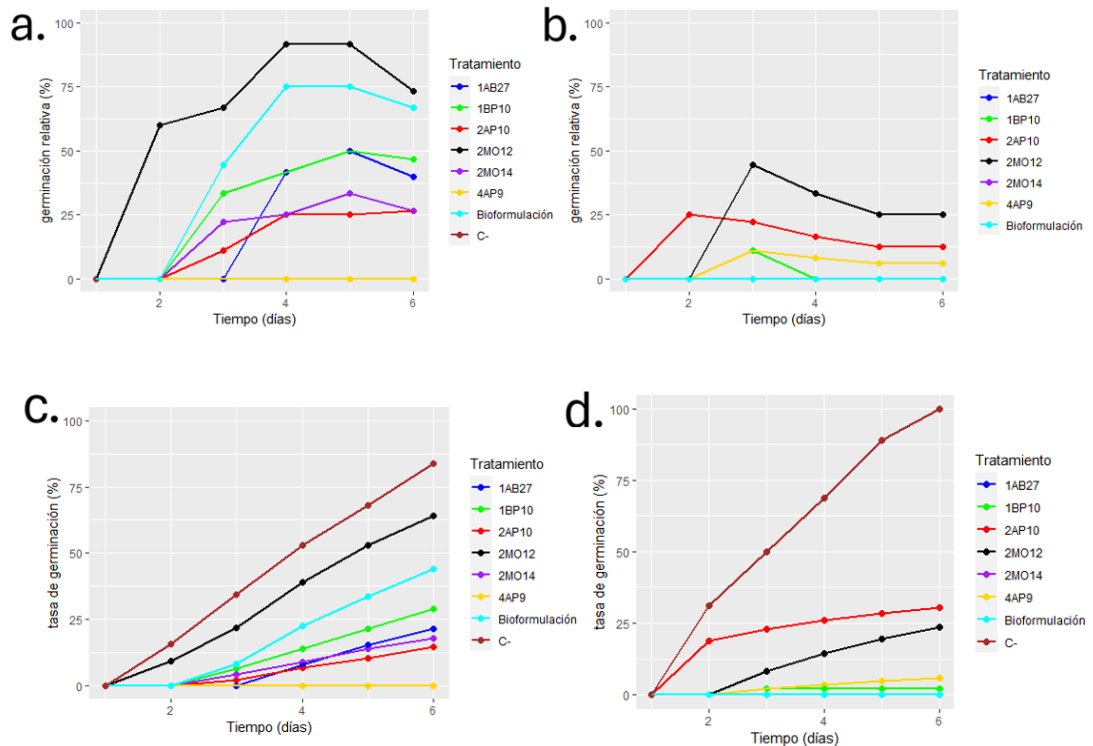 a.
100
75
50
25
0
germinación relativa (%)
2
4
6
Tiempo (días)
Tratamiento
1AB27
1BP10
2AP10
2MO12
2MO14
4AP9
Bioformulación
C-
b.
100
75
50
25
0
germinación relativa (%)
2
4
6
Tiempo (días)
Tratamiento
1AB27
1BP10
2AP10
2MO12
2MO14
4AP9
Bioformulación
c.
100
75
50
25
0
tasa de germinación (%)
2
4
6
Tiempo (días)
Tratamiento
1AB27
1BP10
2AP10
2MO12
2MO14
4AP9
Bioformulación
C-
d.
100
75
50
25
0
tasa de germinación (%)
2
4
6
Tiempo (días)
Tratamiento
1AB27
1BP10
2AP10
2MO12
2MO14
4AP9
Bioformulación
C-